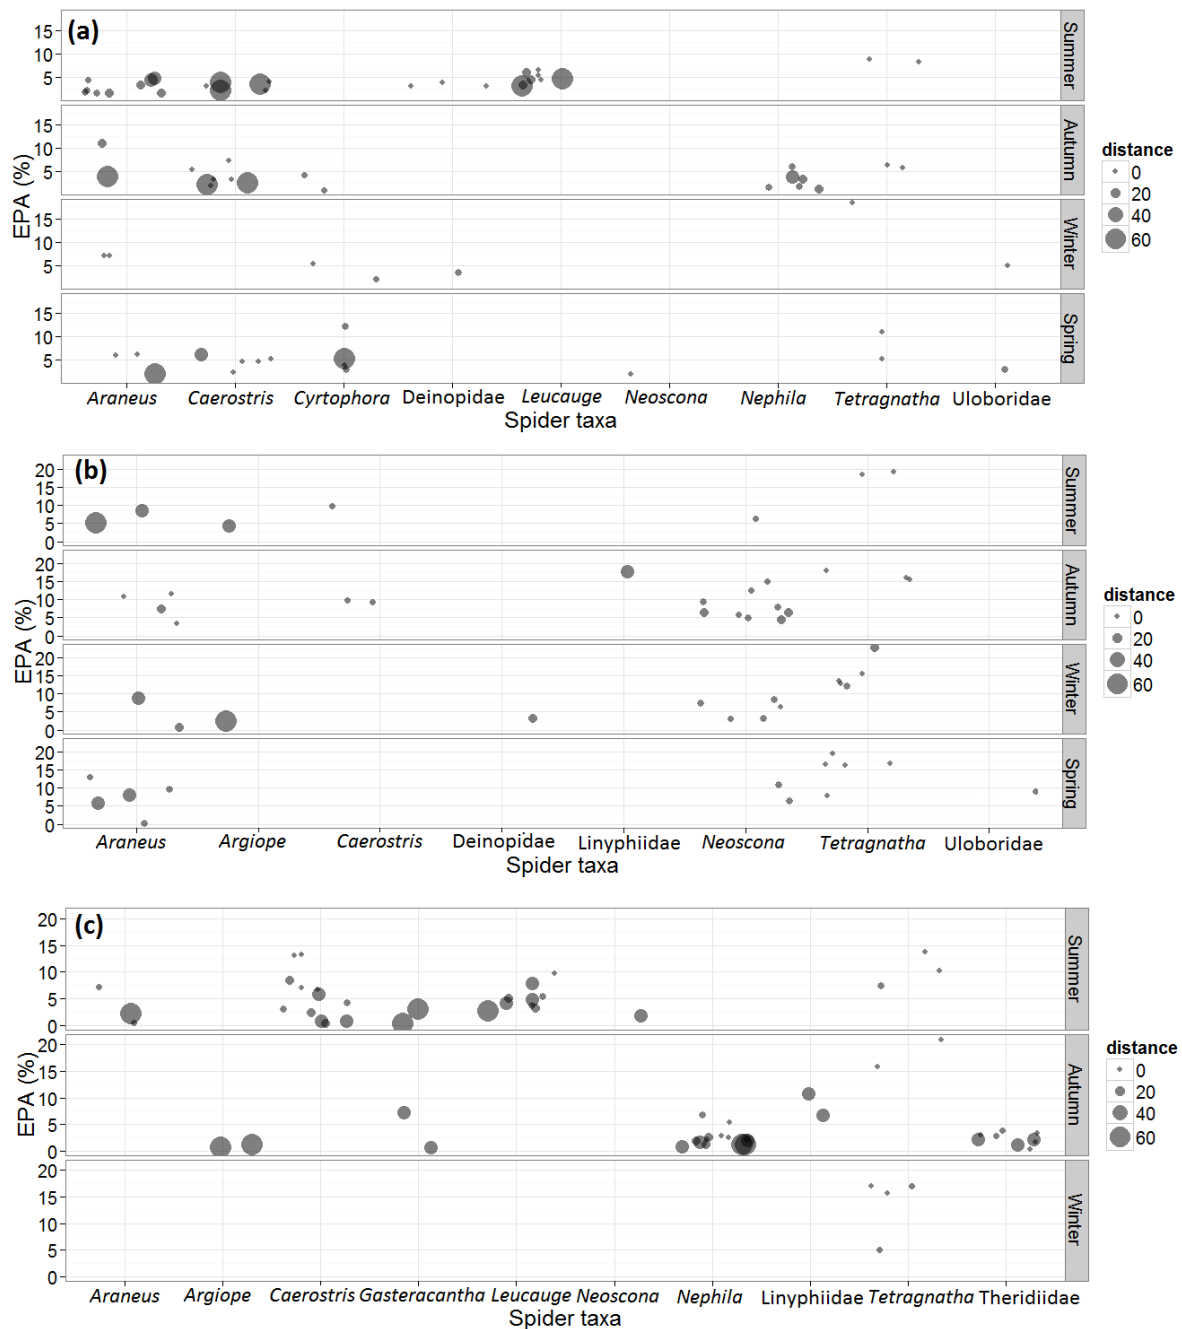 (a)
EPA (%)
15
10
5
Summer
15
10
5
Autumn
15
10
5
Winter
15
10
5
Spring
Araneus Caerostris Cyrtophora Deinopidae Leucauge Neoscona Nephila Tetragnatha Uloboridae
Spider taxa
distance
0
20
40
60
(b)
EPA (%)
20
15
10
5
0
Summer
20
15
10
5
0
Autumn
20
15
10
5
0
Winter
20
15
10
5
0
Spring
Araneus Argiope Caerostris Deinopidae Linyphiidae Neoscona Tetragnatha Uloboridae
Spider taxa
distance
0
20
40
60
(c)
EPA (%)
20
15
10
5
0
Summer
20
15
10
5
0
Autumn
20
15
10
5
0
Winter
Araneus Argiope Caerostris Gasteracantha Leucauge Neoscona Nephila Linyphiidae Tetragnatha Theridiidae
Spider taxa
distance
0
20
40
60